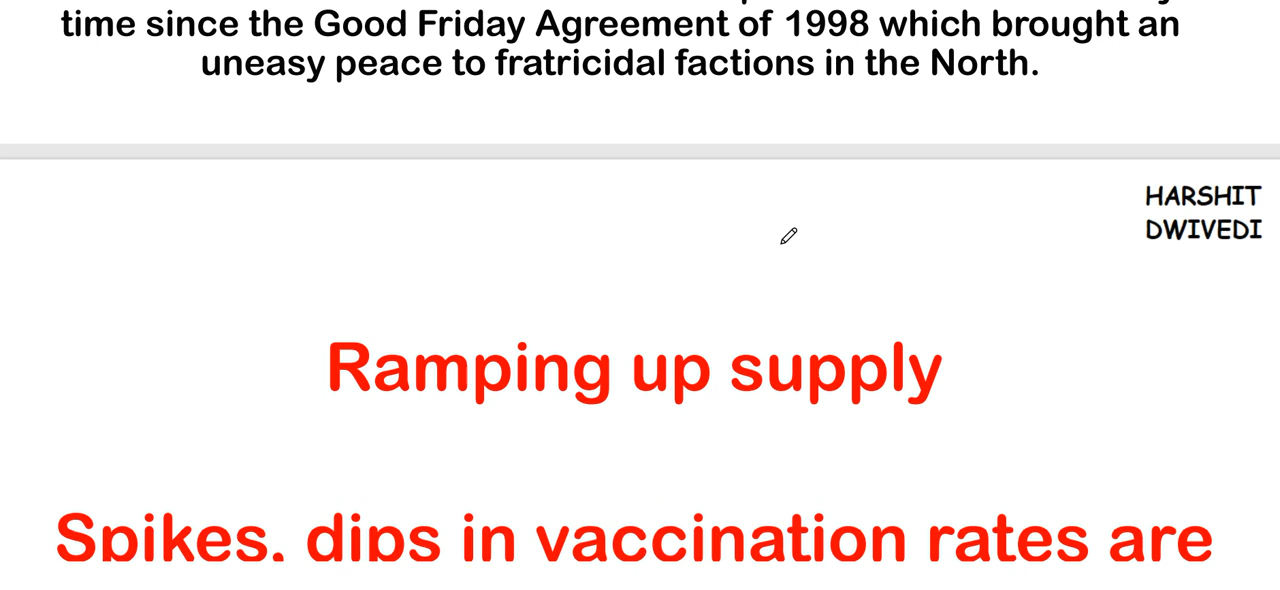 time since the Good Friday Agreement of 1998 which brought an
uneasy peace to fratricidal factions in the North.
HARSHIT
DWIVEDI
Ramping up supply
Spikes, dips in vaccination rates are